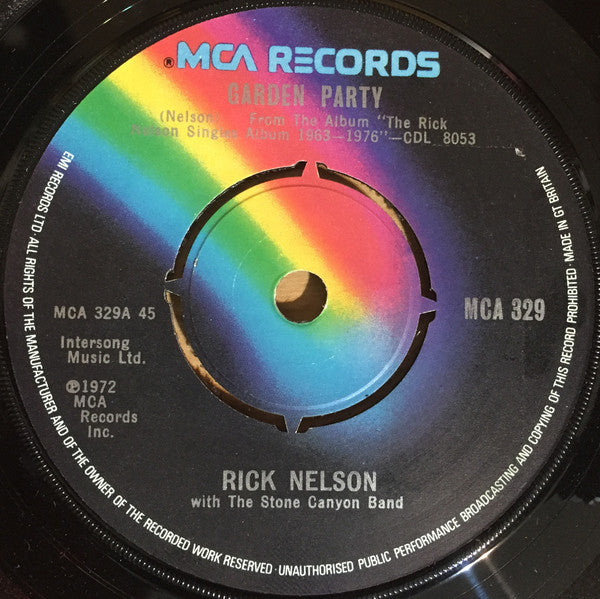 ®MCA RECORDS
GARDEN PARTY
(Nelson) From The Album "The Rick
Nelson Singles Album 1963—1976"—CDL 8053
MCA 329A 45
MCA 329
Intersong
Music Ltd.
℗1972
MCA
Records
Inc.
RICK NELSON
with The Stone Canyon Band
EMI RECORDS LTD · ALL RIGHTS OF THE MANUFACTURER AND OF THE OWNER OF THE RECORDED WORK RESERVED · UNAUTHORISED PUBLIC PERFORMANCE BROADCASTING AND COPYING OF THIS RECORD PROHIBITED · MADE IN GT BRITAIN